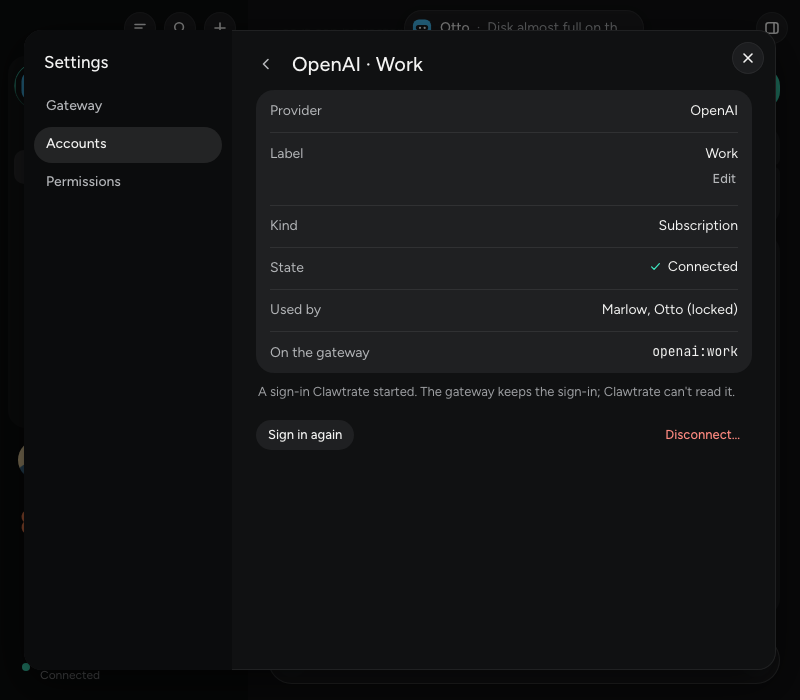 Otto · Disk almost full on th
Settings
Gateway
Accounts
Permissions
OpenAI · Work
Provider OpenAI
Label Work
Edit
Kind Subscription
State Connected
Used by Marlow, Otto (locked)
On the gateway openai:work
A sign-in Clawtrate started. The gateway keeps the sign-in; Clawtrate can't read it.
Sign in again Disconnect…
Connected